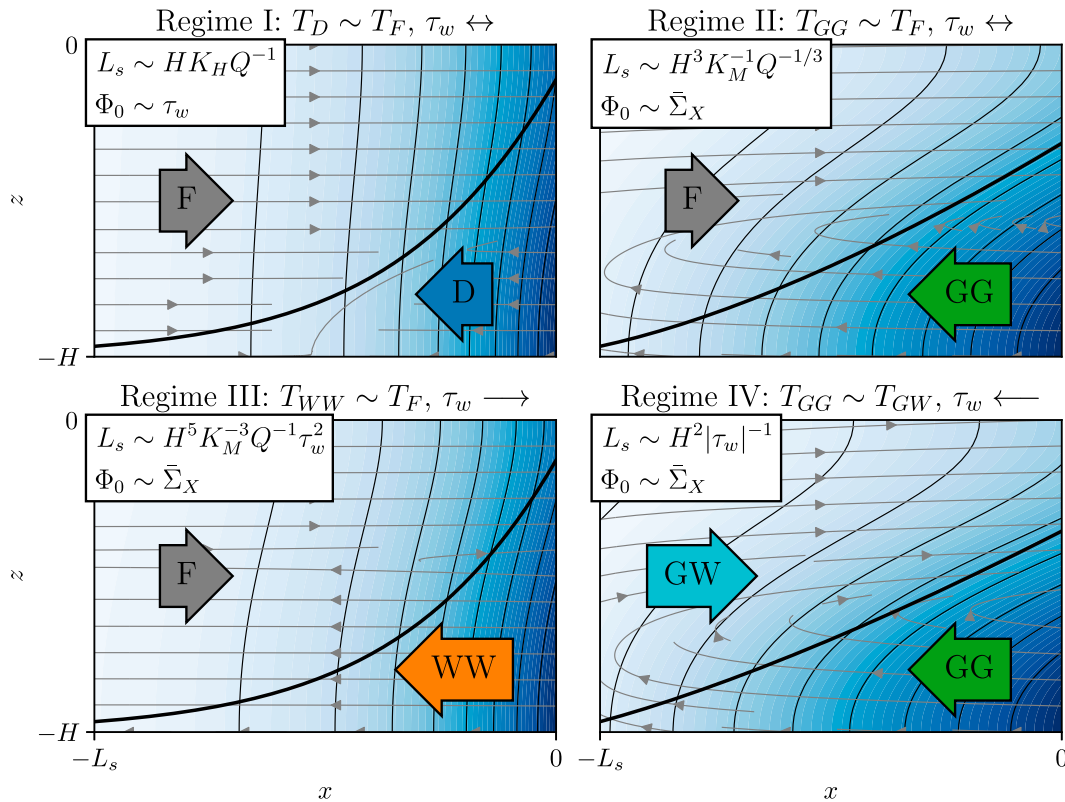 Regime I: $T_D \sim T_F$, $\tau_w \leftrightarrow$
0
$L_s \sim H K_H Q^{-1}$
$\Phi_0 \sim \tau_w$
z
F
D
−H
Regime II: $T_{GG} \sim T_F$, $\tau_w \leftrightarrow$
$L_s \sim H^3 K_M^{-1} Q^{-1/3}$
$\Phi_0 \sim \bar{\Sigma}_X$
F
GG
Regime III: $T_{WW} \sim T_F$, $\tau_w \longrightarrow$
0
$L_s \sim H^5 K_M^{-3} Q^{-1} \tau_w^2$
$\Phi_0 \sim \bar{\Sigma}_X$
z
F
WW
−H
$-L_s$
0
x
Regime IV: $T_{GG} \sim T_{GW}$, $\tau_w \longleftarrow$
$L_s \sim H^2 |\tau_w|^{-1}$
$\Phi_0 \sim \bar{\Sigma}_X$
GW
GG
$-L_s$
0
x